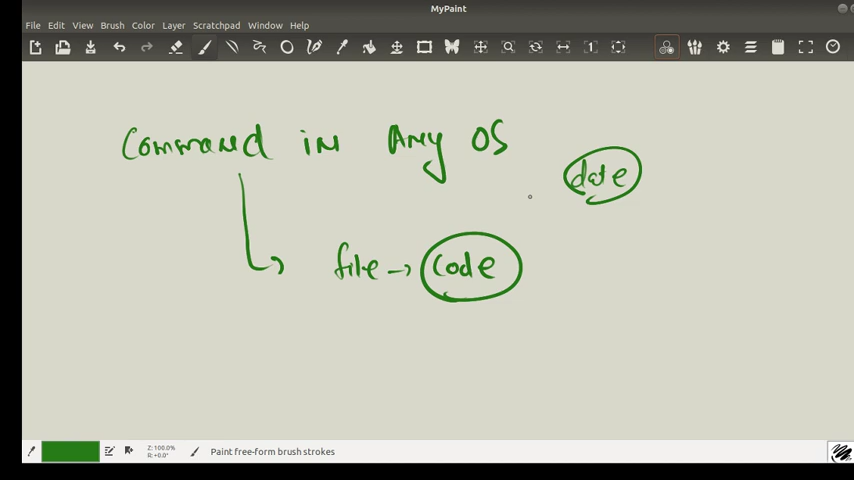 MyPaint
File Edit View Brush Color Layer Scratchpad Window Help
Command in Any OS
date
file → Code
Z: 100.0%
R: +0.0°
Paint free-form brush strokes